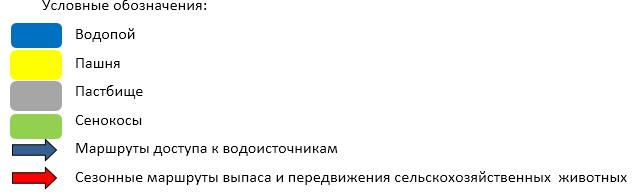 Условные обозначения:
Водопой
Пашня
Пастбище
Сенокосы
Маршруты доступа к водоисточникам
Сезонные маршруты выпаса и передвижения сельскохозяйственных животных